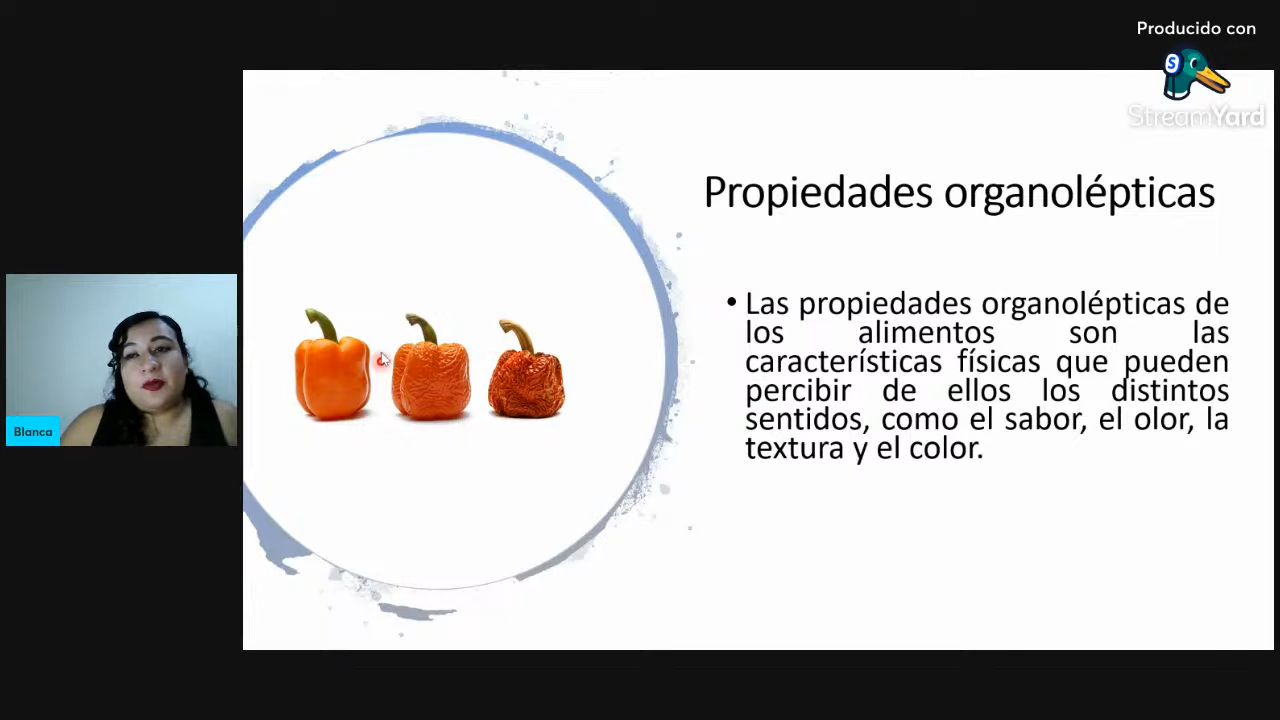 Producido con
S
StreamYard
Propiedades organolépticas
• Las propiedades organolépticas de
los alimentos son las
características físicas que pueden
percibir de ellos los distintos
sentidos, como el sabor, el olor, la
textura y el color.
Blanca